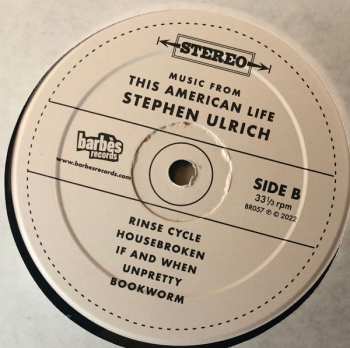 STEREO
MUSIC FROM
THIS AMERICAN LIFE
STEPHEN ULRICH
barbès
records
www.barbesrecords.com
SIDE B
33⅓ rpm
BR057 ℗ © 2022
RINSE CYCLE
HOUSEBROKEN
IF AND WHEN
UNPRETTY
BOOKWORM